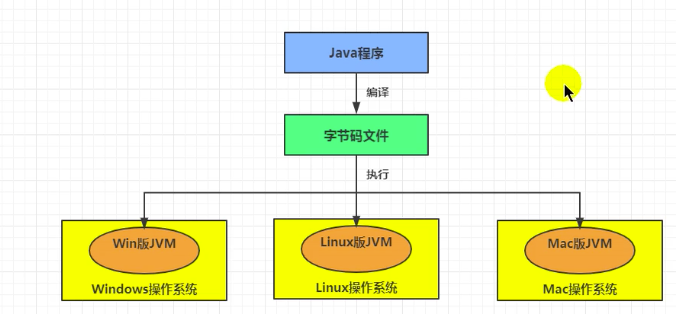 Java程序
编译
字节码文件
执行
Win版JVM
Windows操作系统
Linux版JVM
Linux操作系统
Mac版JVM
Mac操作系统